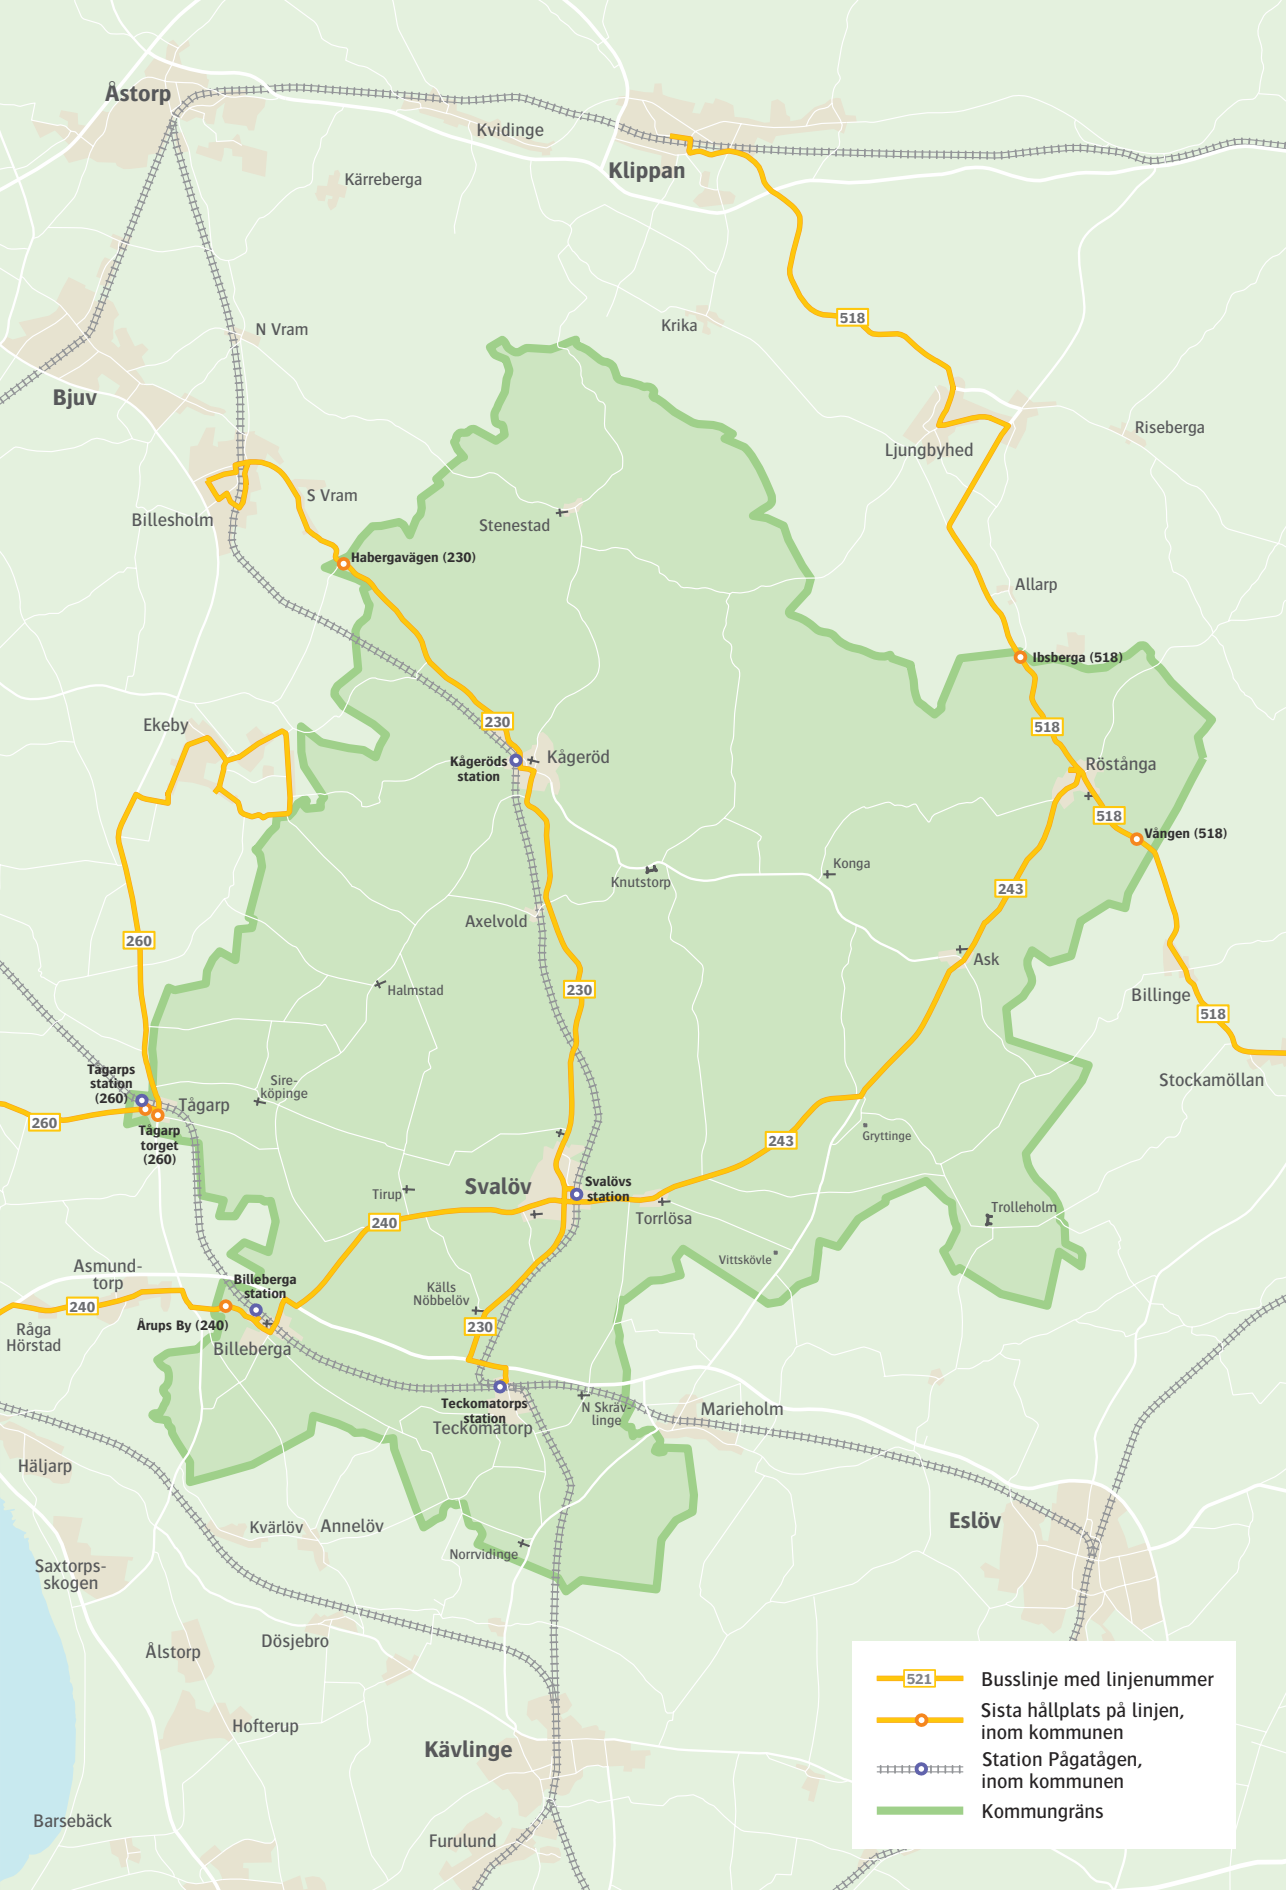 Åstorp
Kvidinge
Klippan
Kärreberga
518
Krika
N Vram
Bjuv
Riseberga
Ljungbyhed
S Vram
Billesholm
Stenestad
Habergavägen (230)
Allarp
Ibsberga (518)
230
Ekeby
518
Kågeröds
station
Kågeröd
Röstånga
518
Vången (518)
Konga
Knutstorp
243
Axelvold
260
Ask
Halmstad
230
Billinge
518
Tågarps
station
(260)
Sire-
köpinge
Stockamöllan
Tågarp
260
Tågarp
torget
(260)
Gryttinge
243
Svalöv
Svalövs
station
Tirup
Trolleholm
240
Torrlösa
Vittskövle
Asmund-
torp
Billeberga
station
Källs
Nöbbelöv
240
Årups By (240)
230
Råga
Hörstad
Billeberga
Teckomatorps
station
Teckomatorp
N Skräv-
linge
Marieholm
Häljarp
Eslöv
Kvärlöv
Annelöv
Norrvidinge
Saxtorps-
skogen
Dösjebro
Ålstorp
Hofterup
Kävlinge
Barsebäck
Furulund
521
Busslinje med linjenummer
Sista hållplats på linjen,
inom kommunen
Station Pågatågen,
inom kommunen
Kommungräns